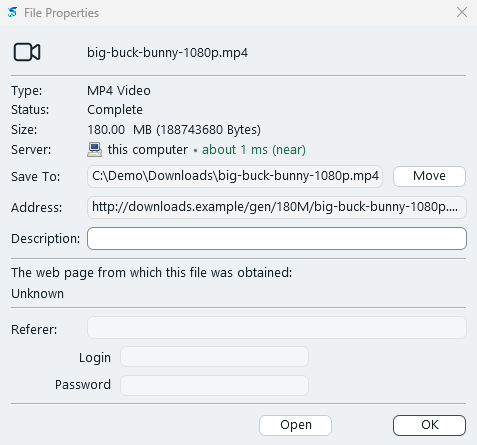 File Properties
big-buck-bunny-1080p.mp4
Type: MP4 Video
Status: Complete
Size: 180.00 MB (188743680 Bytes)
Server: this computer • about 1 ms (near)
Save To: C:\Demo\Downloads\big-buck-bunny-1080p.mp4 Move
Address: http://downloads.example/gen/180M/big-buck-bunny-1080p....
Description:
The web page from which this file was obtained:
Unknown
Referer:
Login
Password
Open OK